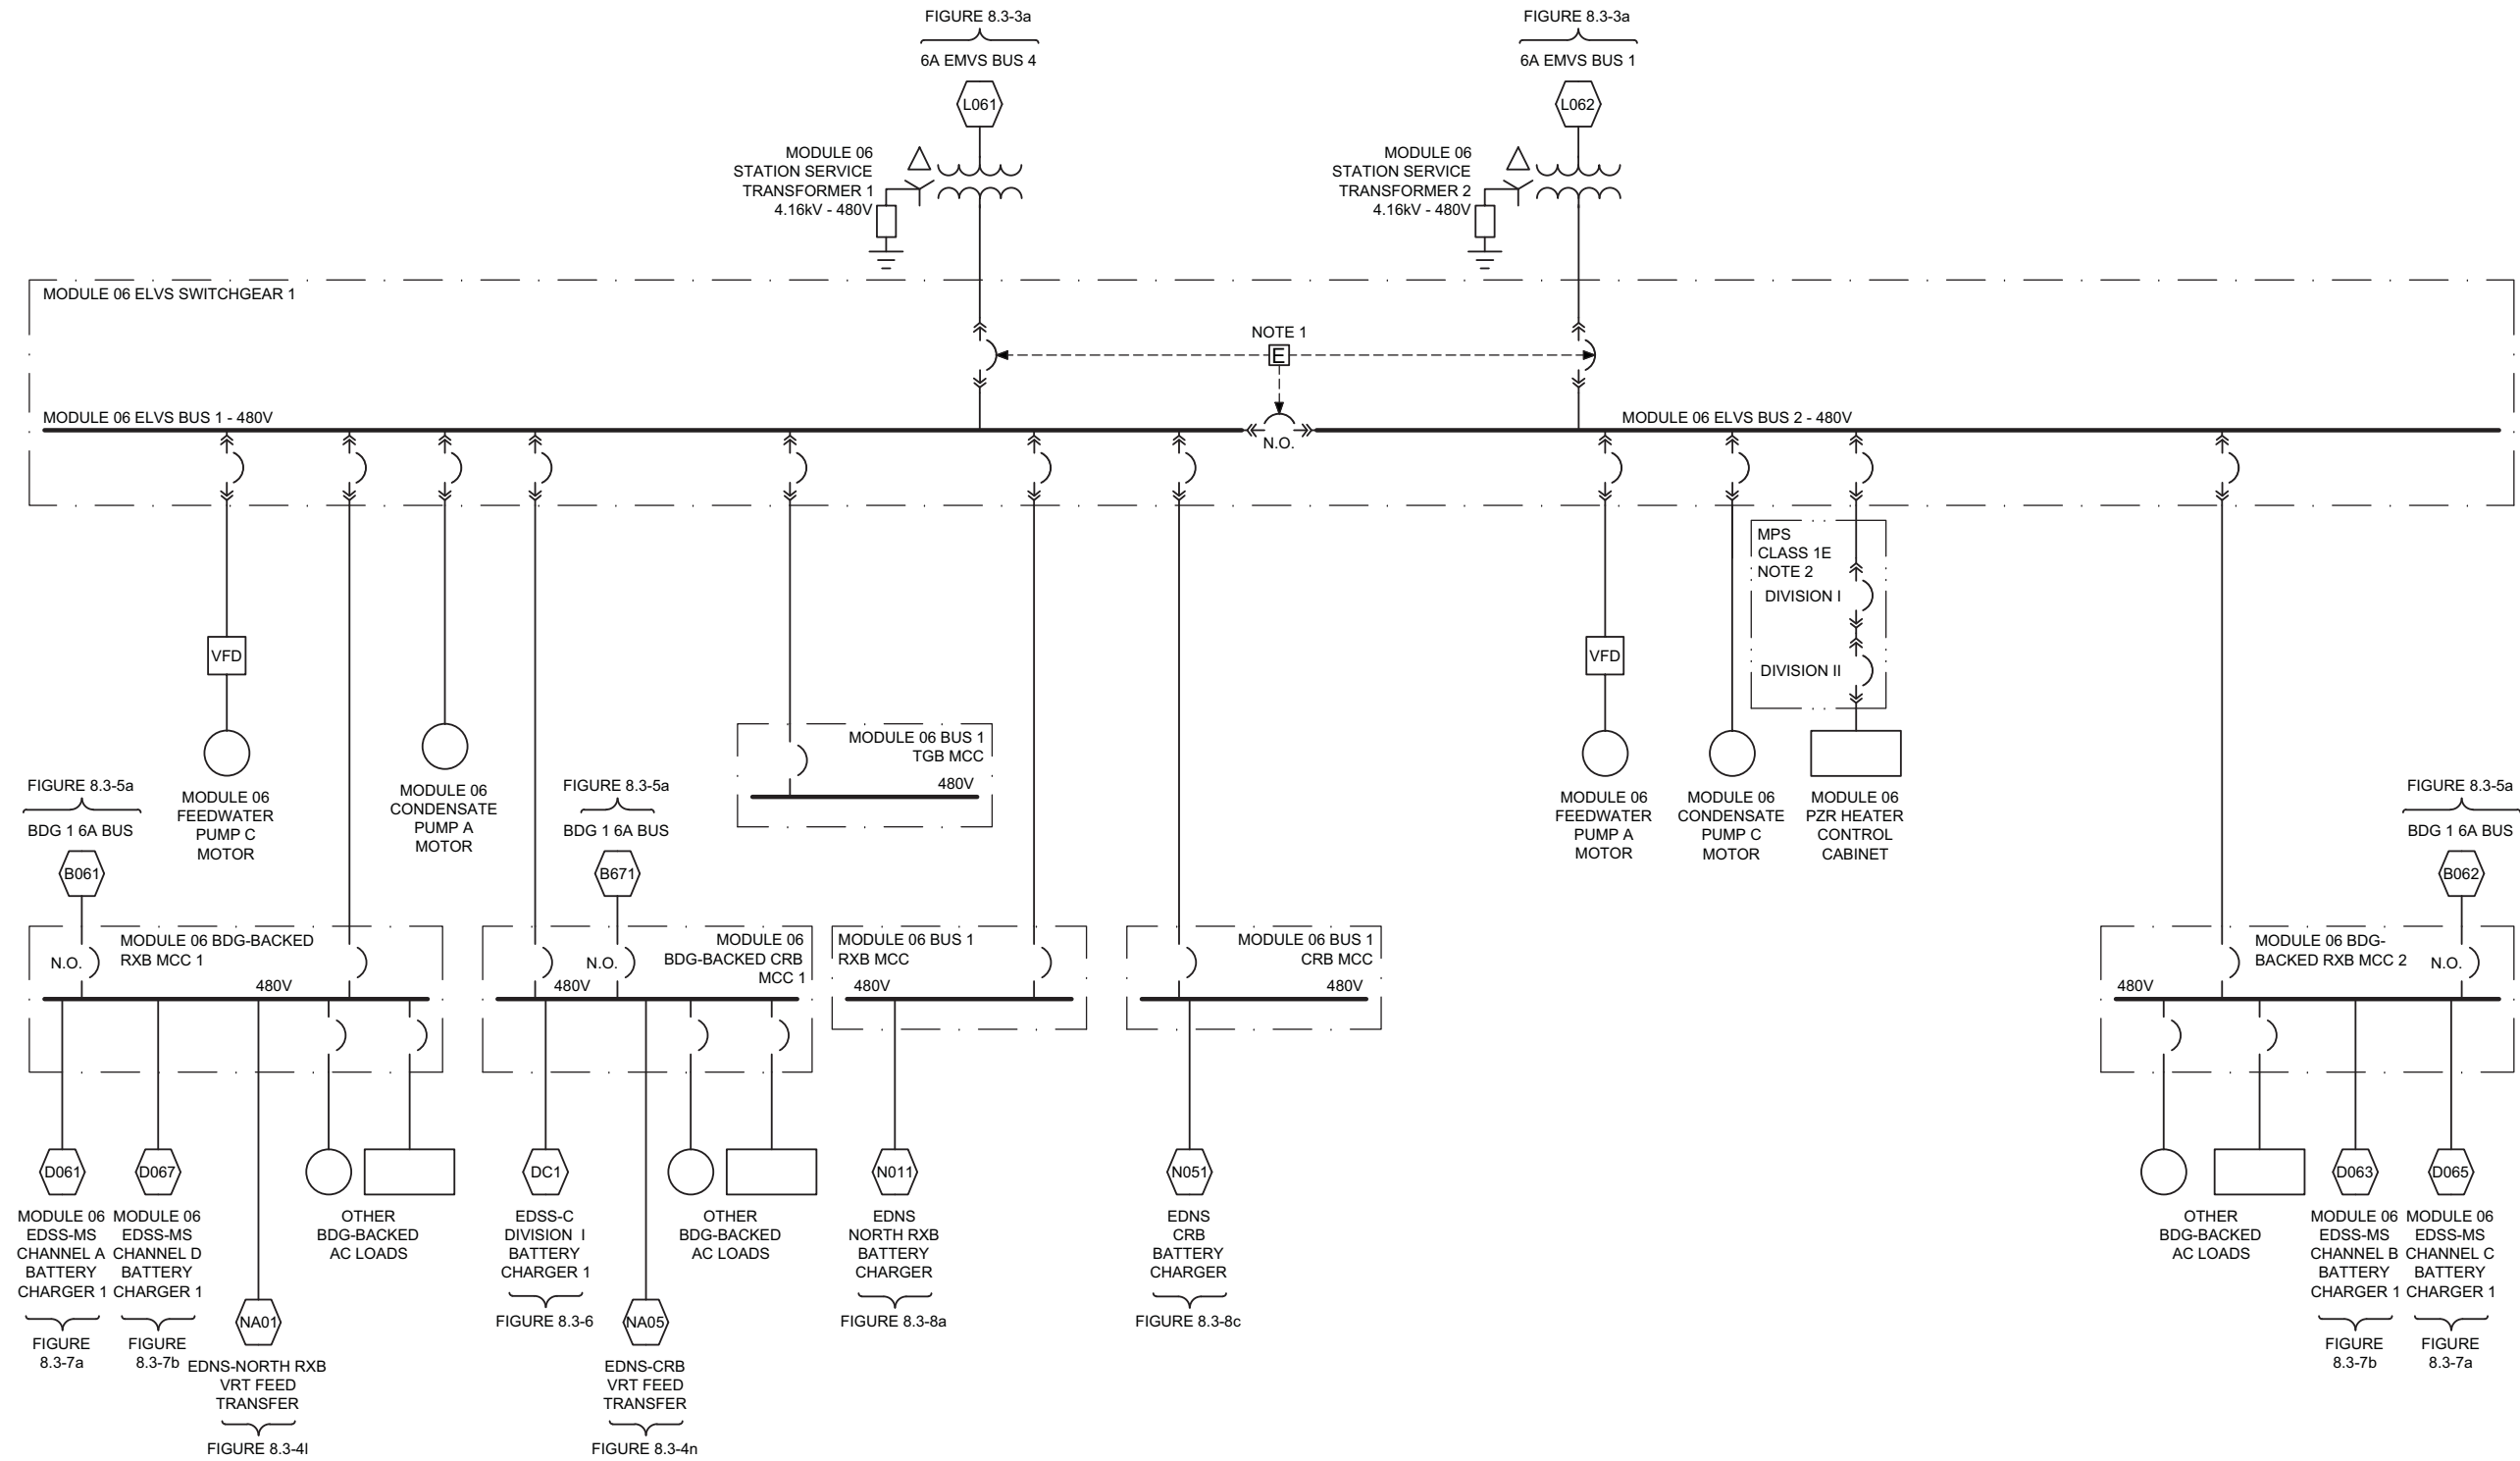 FIGURE 8.3-3a
6A EMVS BUS 4
L061
MODULE 06
STATION SERVICE
TRANSFORMER 1
4.16kV - 480V
FIGURE 8.3-3a
6A EMVS BUS 1
L062
MODULE 06
STATION SERVICE
TRANSFORMER 2
4.16kV - 480V
MODULE 06 ELVS SWITCHGEAR 1
NOTE 1
E
MODULE 06 ELVS BUS 1 - 480V
N.O.
MODULE 06 ELVS BUS 2 - 480V
MPS
CLASS 1E
NOTE 2
DIVISION I
DIVISION II
VFD
MODULE 06
FEEDWATER
PUMP C
MOTOR
MODULE 06
CONDENSATE
PUMP A
MOTOR
MODULE 06 BUS 1
TGB MCC
480V
VFD
MODULE 06
FEEDWATER
PUMP A
MOTOR
MODULE 06
CONDENSATE
PUMP C
MOTOR
MODULE 06
PZR HEATER
CONTROL
CABINET
FIGURE 8.3-5a
BDG 1 6A BUS
B061
FIGURE 8.3-5a
BDG 1 6A BUS
B671
FIGURE 8.3-5a
BDG 1 6A BUS
B062
N.O.
MODULE 06 BDG-BACKED
RXB MCC 1
480V
N.O.
MODULE 06
BDG-BACKED CRB
MCC 1
480V
MODULE 06 BUS 1
RXB MCC
480V
MODULE 06 BUS 1
CRB MCC
480V
MODULE 06 BDG-
BACKED RXB MCC 2
N.O.
480V
D061
MODULE 06
EDSS-MS
CHANNEL A
BATTERY
CHARGER 1
FIGURE
8.3-7a
D067
MODULE 06
EDSS-MS
CHANNEL D
BATTERY
CHARGER 1
FIGURE
8.3-7b
NA01
EDNS-NORTH RXB
VRT FEED
TRANSFER
FIGURE 8.3-4l
OTHER
BDG-BACKED
AC LOADS
DC1
EDSS-C
DIVISION I
BATTERY
CHARGER 1
FIGURE 8.3-6
NA05
EDNS-CRB
VRT FEED
TRANSFER
FIGURE 8.3-4n
OTHER
BDG-BACKED
AC LOADS
N011
EDNS
NORTH RXB
BATTERY
CHARGER
FIGURE 8.3-8a
N051
EDNS
CRB
BATTERY
CHARGER
FIGURE 8.3-8c
OTHER
BDG-BACKED
AC LOADS
D063
MODULE 06
EDSS-MS
CHANNEL B
BATTERY
CHARGER 1
FIGURE
8.3-7b
D065
MODULE 06
EDSS-MS
CHANNEL C
BATTERY
CHARGER 1
FIGURE
8.3-7a